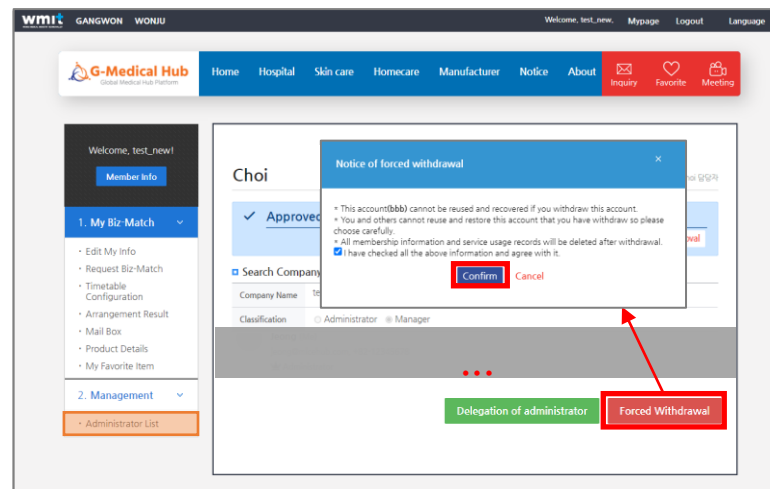 wmit GANGWON WONJU Welcome, test_new. Mypage Logout Language
G-Medical Hub
Global Medical Hub Platform
Home Hospital Skin care Homecare Manufacturer Notice About Inquiry Favorite Meeting
Welcome, test_new!
Member Info
1. My Biz-Match
· Edit My Info
· Request Biz-Match
· Timetable
Configuration
· Arrangement Result
· Mail Box
· Product Details
· My Favorite Item
2. Management
· Administrator List
Choi
담당자
Approved
Search Company
Company Name te
Classification Administrator Manager
Notice of forced withdrawal ×
* This account(bbb) cannot be reused and recovered if you withdraw this account.
* You and others cannot reuse and restore this account that you have withdraw so please
choose carefully.
* All membership information and service usage records will be deleted after withdrawal.
I have checked all the above information and agree with it.
Confirm Cancel
...
Delegation of administrator Forced Withdrawal